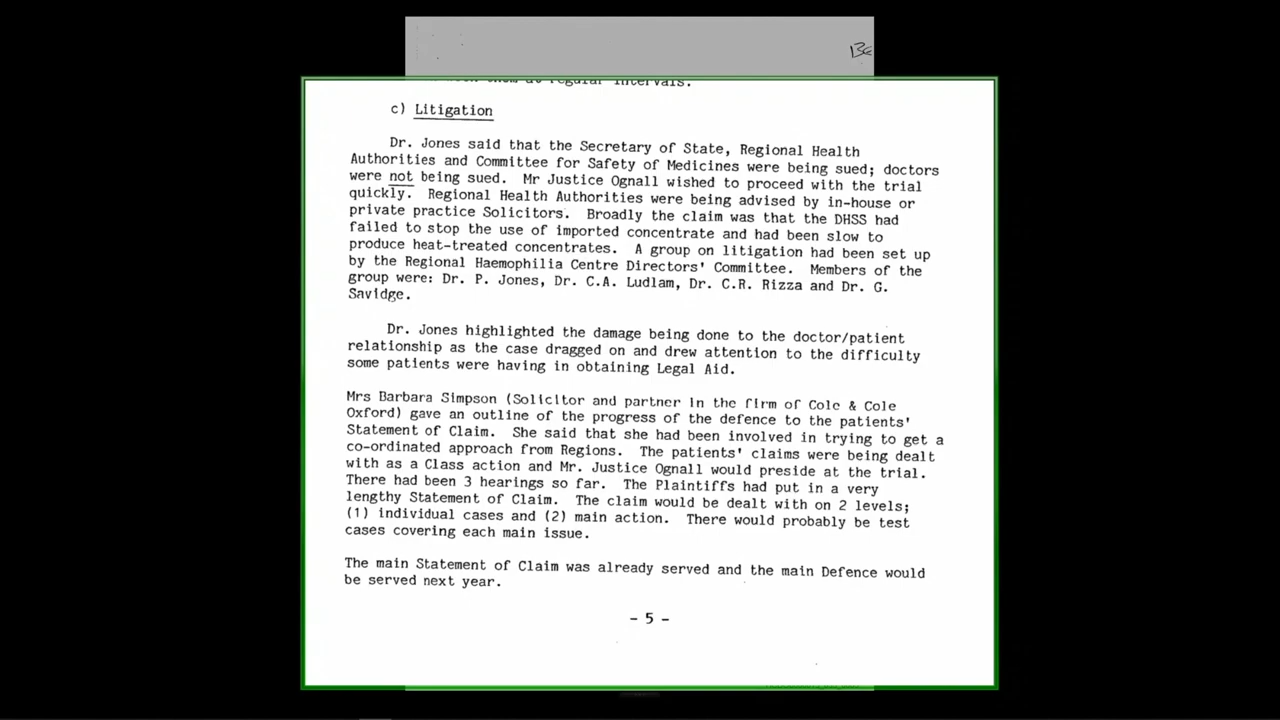 at regular intervals.
c) Litigation
Dr. Jones said that the Secretary of State, Regional Health
Authorities and Committee for Safety of Medicines were being sued; doctors
were not being sued. Mr Justice Ognall wished to proceed with the trial
quickly. Regional Health Authorities were being advised by in-house or
private practice Solicitors. Broadly the claim was that the DHSS had
failed to stop the use of imported concentrate and had been slow to
produce heat-treated concentrates. A group on litigation had been set up
by the Regional Haemophilia Centre Directors' Committee. Members of the
group were: Dr. P. Jones, Dr. C.A. Ludlam, Dr. C.R. Rizza and Dr. G.
Savidge.
Dr. Jones highlighted the damage being done to the doctor/patient
relationship as the case dragged on and drew attention to the difficulty
some patients were having in obtaining Legal Aid.
Mrs Barbara Simpson (Solicitor and partner in the firm of Cole & Cole
Oxford) gave an outline of the progress of the defence to the patients'
Statement of Claim. She said that she had been involved in trying to get a
co-ordinated approach from Regions. The patients' claims were being dealt
with as a Class action and Mr. Justice Ognall would preside at the trial.
There had been 3 hearings so far. The Plaintiffs had put in a very
lengthy Statement of Claim. The claim would be dealt with on 2 levels;
(1) individual cases and (2) main action. There would probably be test
cases covering each main issue.
The main Statement of Claim was already served and the main Defence would
be served next year.
- 5 -